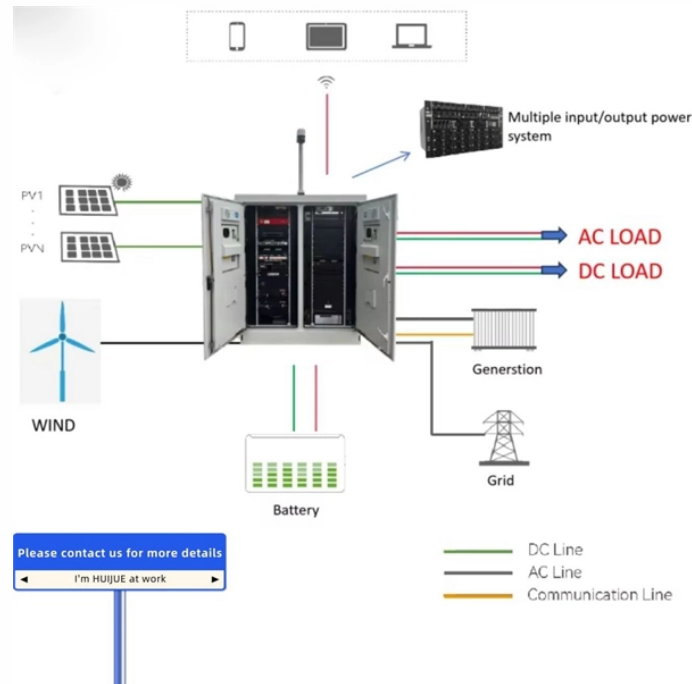 Multiple input/output power
system
PV1
PVN
AC LOAD
DC LOAD
WIND
Generstion
Grid
Battery
Please contact us for more details
I'm HUIJUE at work
DC Line
AC Line
Communication Line